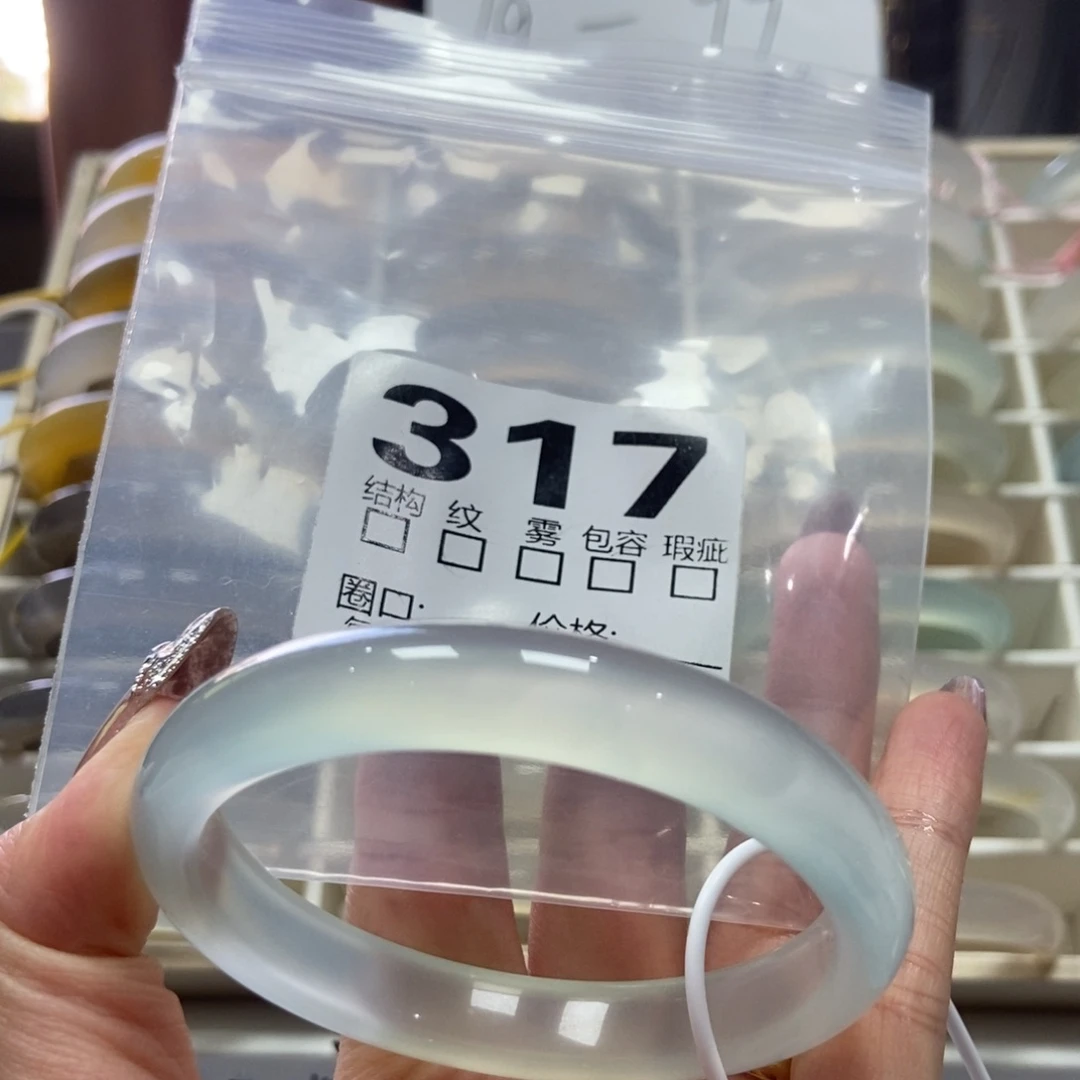 317
结构 纹 雾 包容 瑕疵
圈口:
价格: